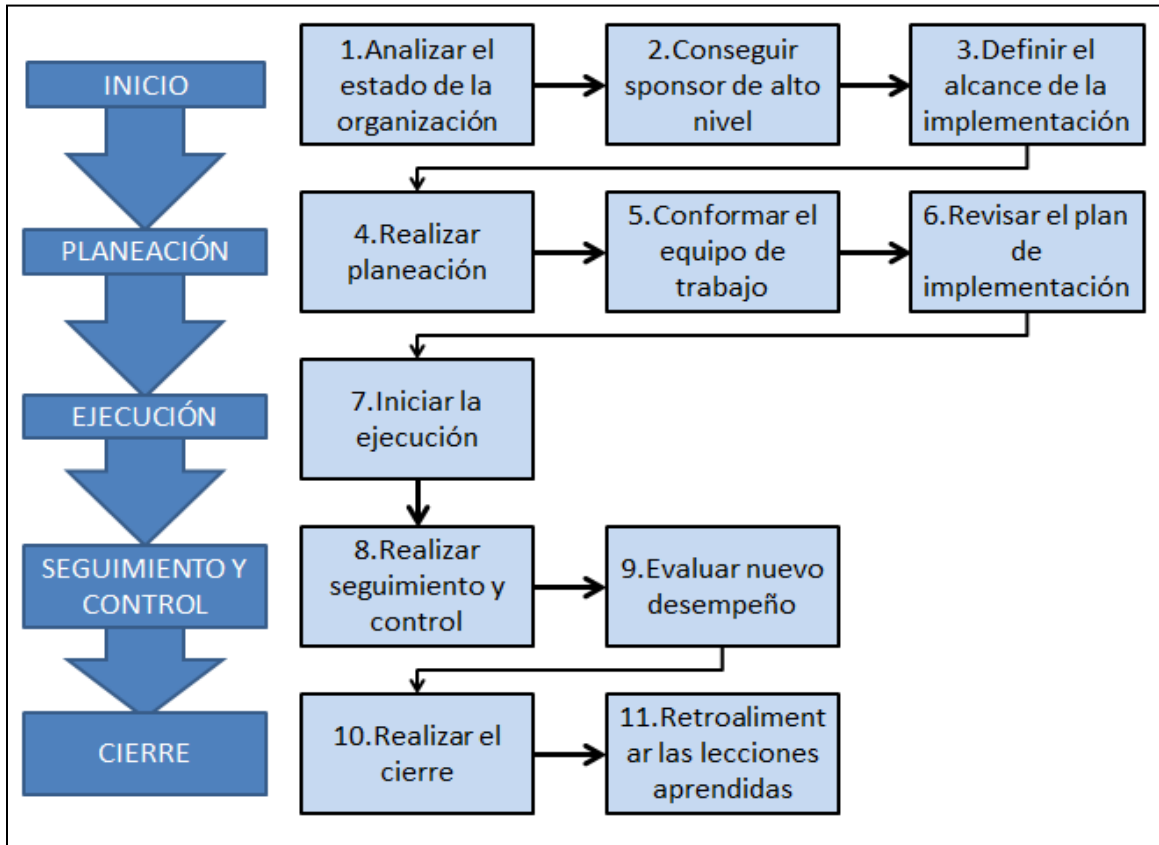 INICIO
1.Analizar el
estado de la
organización
2.Conseguir
sponsor de alto
nivel
3.Definir el
alcance de la
implementación
PLANEACIÓN
4.Realizar
planeación
5.Conformar el
equipo de
trabajo
6.Revisar el plan
de
implementación
EJECUCIÓN
7.Iniciar la
ejecución
SEGUIMIENTO Y
CONTROL
8.Realizar
seguimiento y
control
9.Evaluar nuevo
desempeño
CIERRE
10.Realizar el
cierre
11.Retroaliment
ar las lecciones
aprendidas